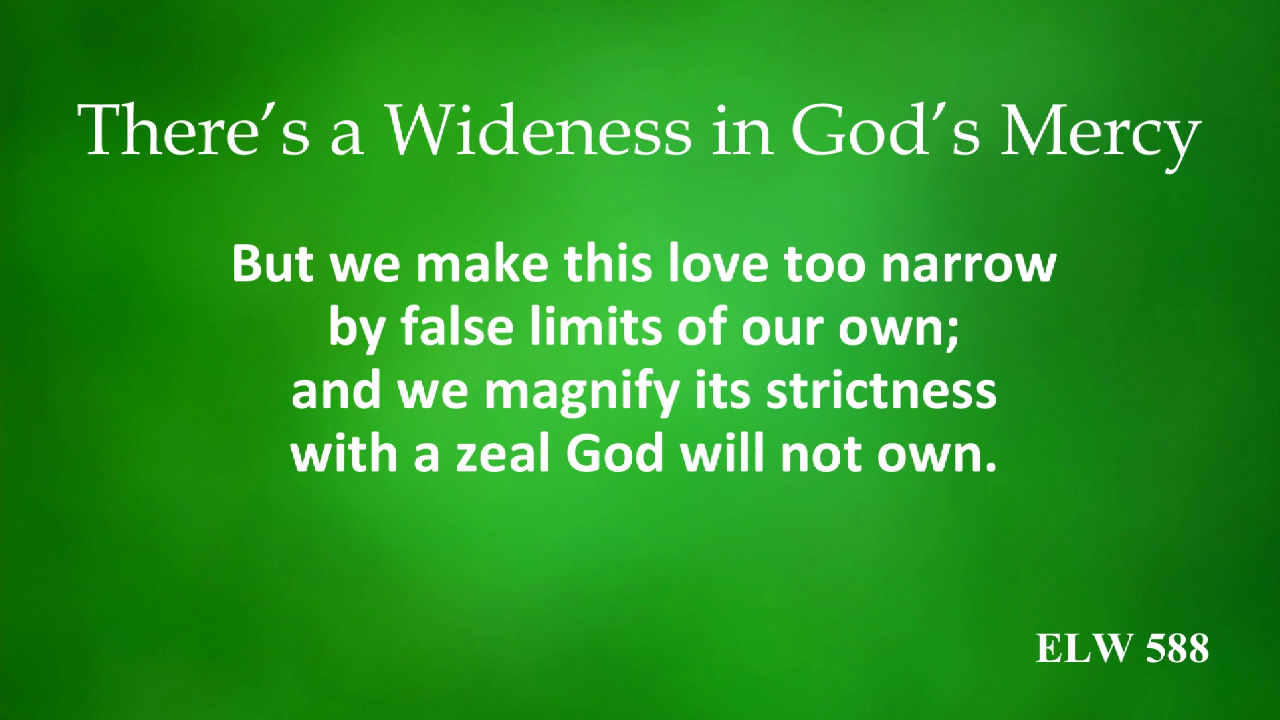 There’s a Wideness in God’s Mercy
But we make this love too narrow
by false limits of our own;
and we magnify its strictness
with a zeal God will not own.
ELW 588